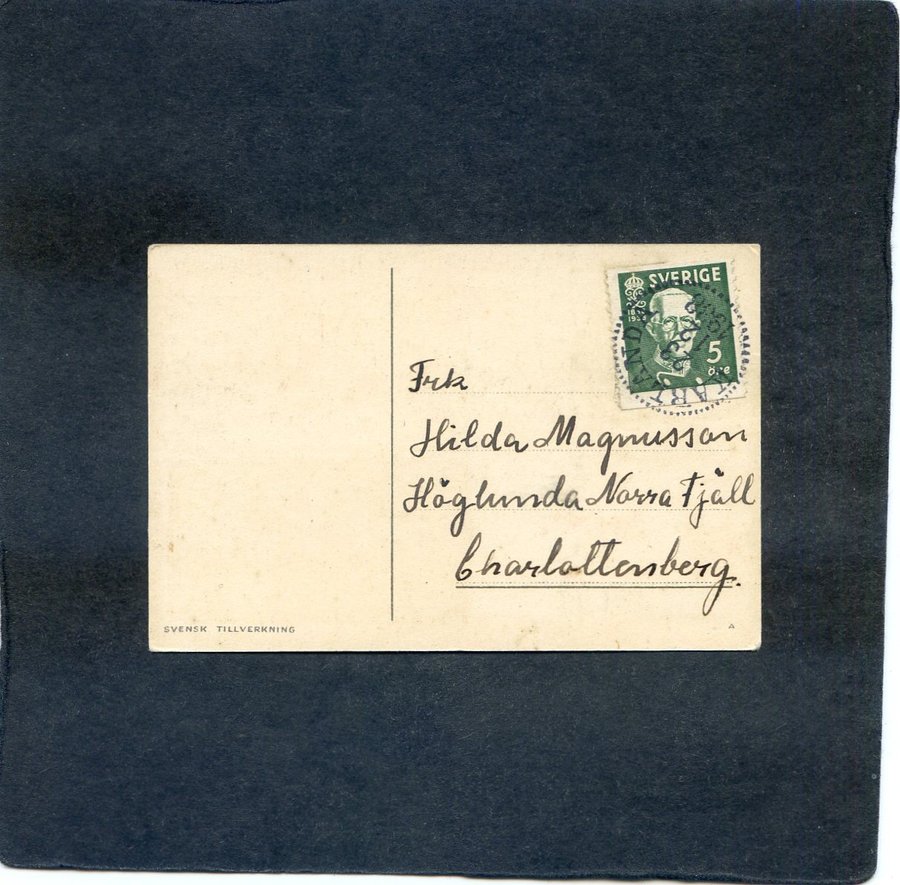 SVERIGE
5
öre
Frk
Hilda Magnusson
Höglunda Norra Fjäll
Charlottenberg.
SVENSK TILLVERKNING
A